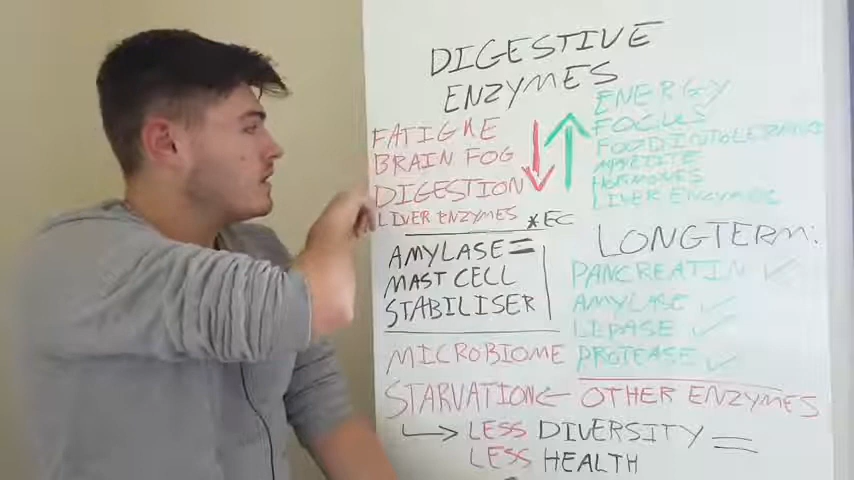 DIGESTIVE
ENZYMES
FATIGUE
BRAIN FOG
DIGESTION
LIVER ENZYMES
*EC
ENERGY
FOCUS
FOOD INTOLERANCE
APPETITE
HORMONES
LIVER ENZYMES
AMYLASE =
MAST CELL
STABILISER
LONGTERM:
PANCREATIN ✓
AMYLASE ✓
LIPASE ✓
PROTEASE ✓
MICROBIOME
STARVATION ← OTHER ENZYMES
→ LESS DIVERSITY =
LESS HEALTH